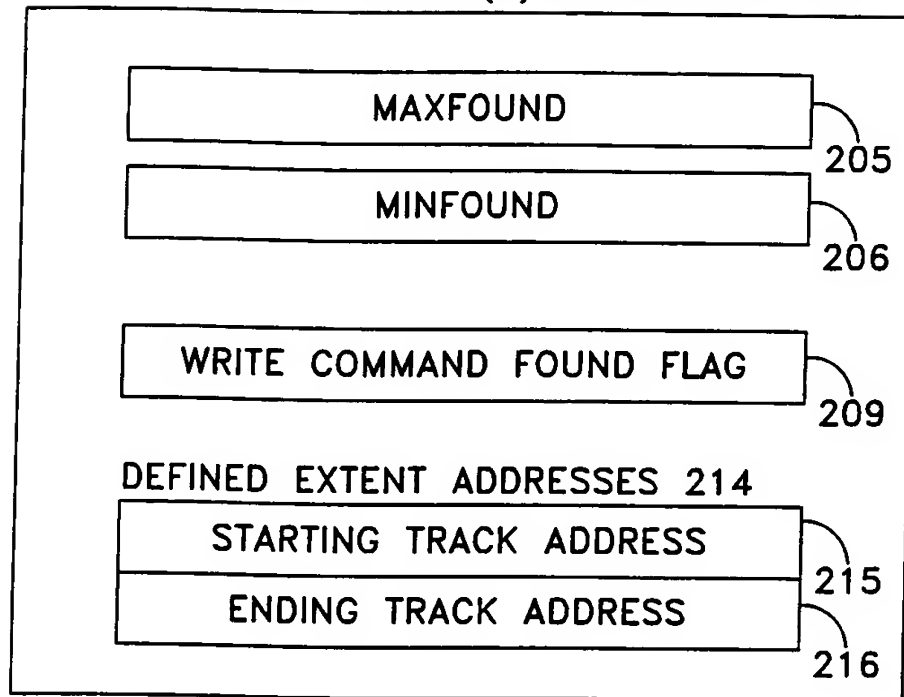 MAXFOUND
205
MINFOUND
206
WRITE COMMAND FOUND FLAG
209
DEFINED EXTENT ADDRESSES 214
STARTING TRACK ADDRESS
215
ENDING TRACK ADDRESS
216